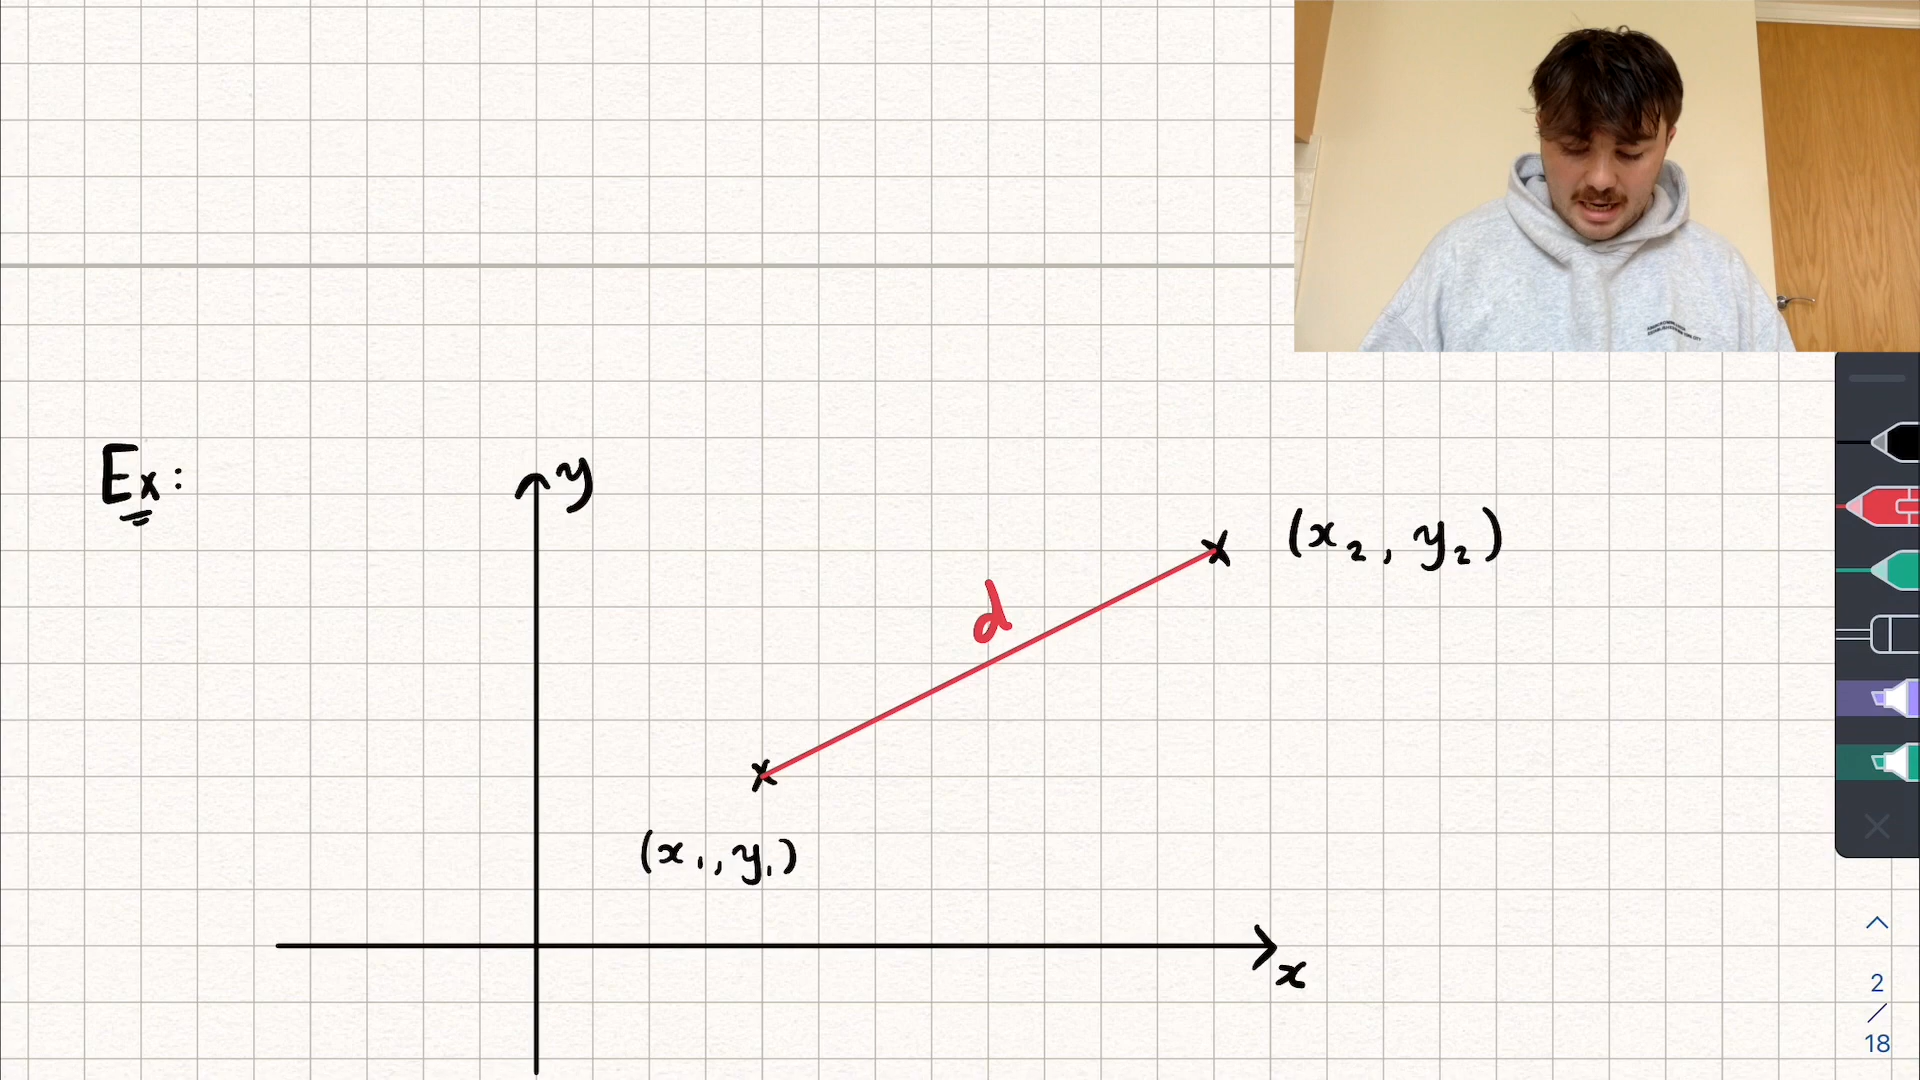 Ex:
y
(x₂, y₂)
d
(x₁, y₁)
x
2
/
18